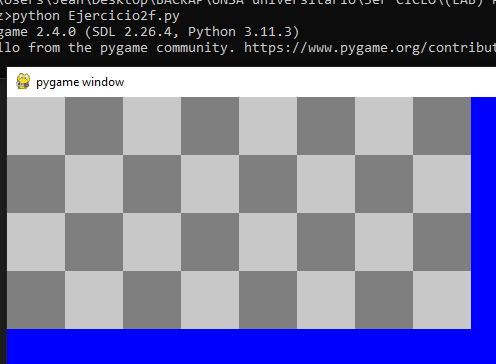 \Users\Jean\Desktop\BACKAP\UNSA universitario\3er CICLO\(LAB)
z>python Ejercicio2f.py
game 2.4.0 (SDL 2.26.4, Python 3.11.3)
llo from the pygame community. https://www.pygame.org/contribut
pygame window